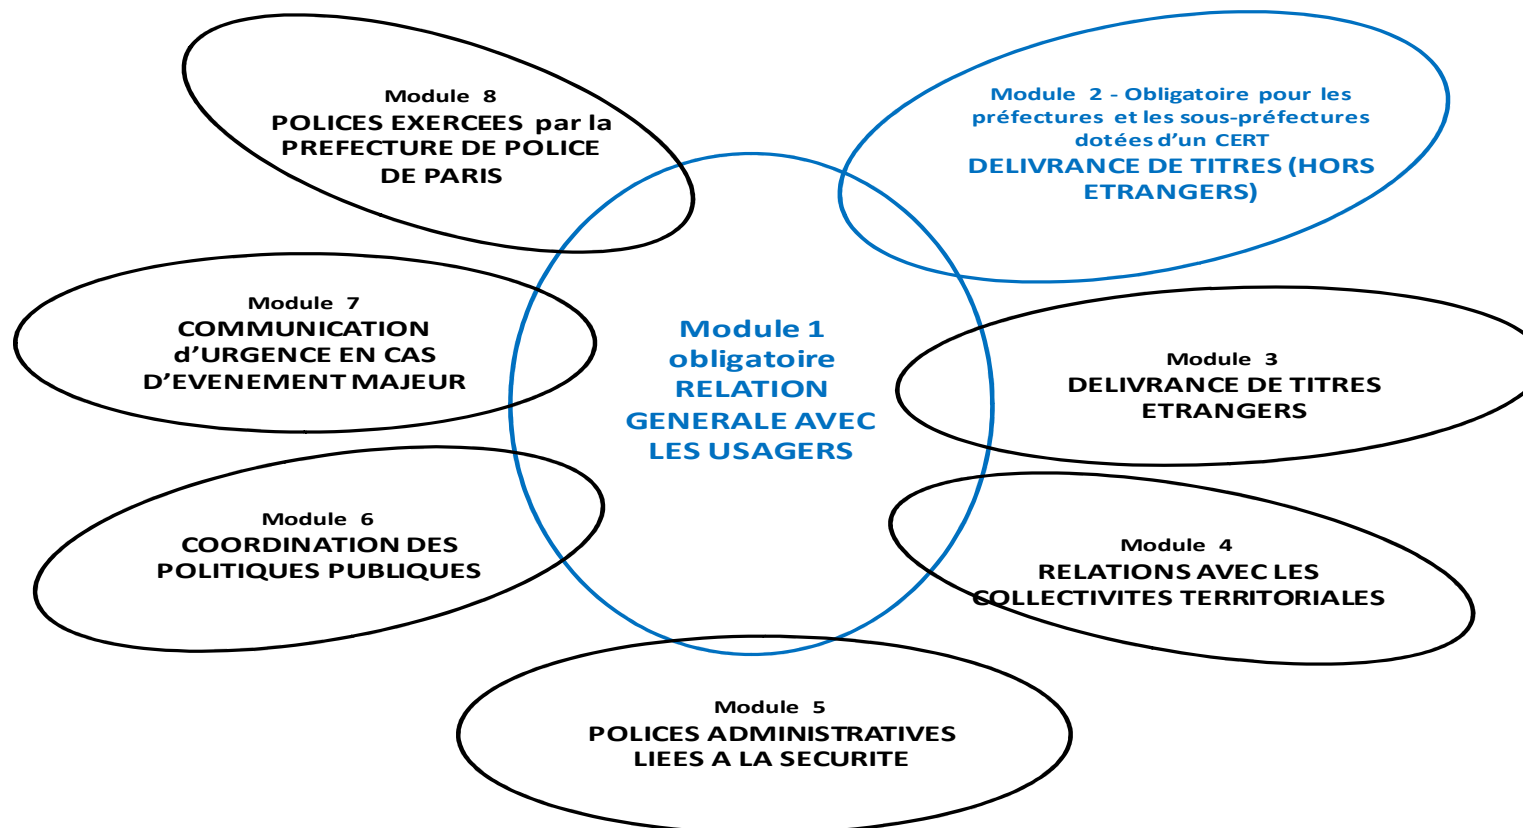 Module 8
POLICES EXERCEES par la
PREFECTURE DE POLICE
DE PARIS
Module 2 - Obligatoire pour les
préfectures et les sous-préfectures
dotées d'un CERT
DELIVRANCE DE TITRES (HORS
ETRANGERS)
Module 7
COMMUNICATION
d'URGENCE EN CAS
D'EVENEMENT MAJEUR
Module 1
obligatoire
RELATION
GENERALE AVEC
LES USAGERS
Module 3
DELIVRANCE DE TITRES
ETRANGERS
Module 6
COORDINATION DES
POLITIQUES PUBLIQUES
Module 4
RELATIONS AVEC LES
COLLECTIVITES TERRITORIALES
Module 5
POLICES ADMINISTRATIVES
LIEES A LA SECURITE